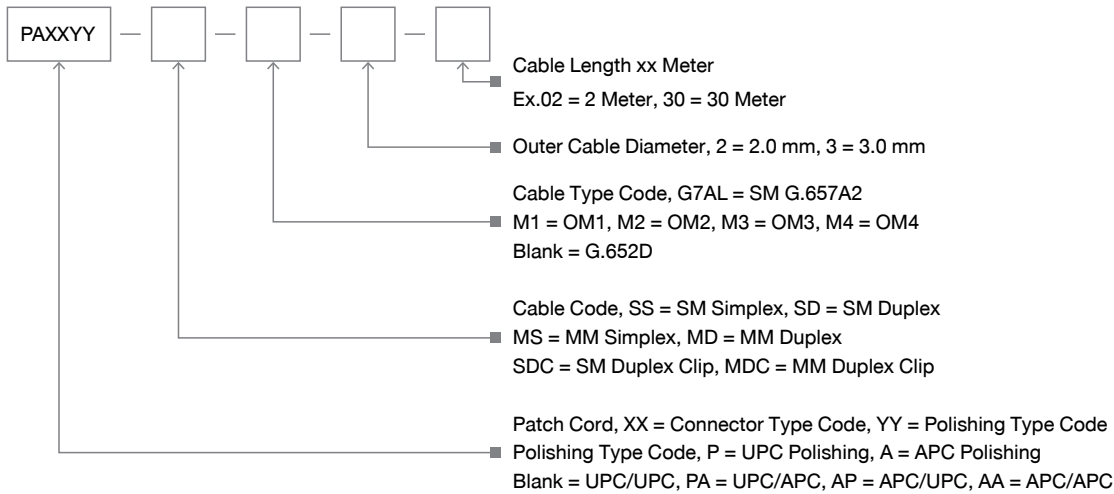 PAXXYY
Cable Length xx Meter
Ex.02 = 2 Meter, 30 = 30 Meter
Outer Cable Diameter, 2 = 2.0 mm, 3 = 3.0 mm
Cable Type Code, G7AL = SM G.657A2
M1 = OM1, M2 = OM2, M3 = OM3, M4 = OM4
Blank = G.652D
Cable Code, SS = SM Simplex, SD = SM Duplex
MS = MM Simplex, MD = MM Duplex
SDC = SM Duplex Clip, MDC = MM Duplex Clip
Patch Cord, XX = Connector Type Code, YY = Polishing Type Code
Polishing Type Code, P = UPC Polishing, A = APC Polishing
Blank = UPC/UPC, PA = UPC/APC, AP = APC/UPC, AA = APC/APC